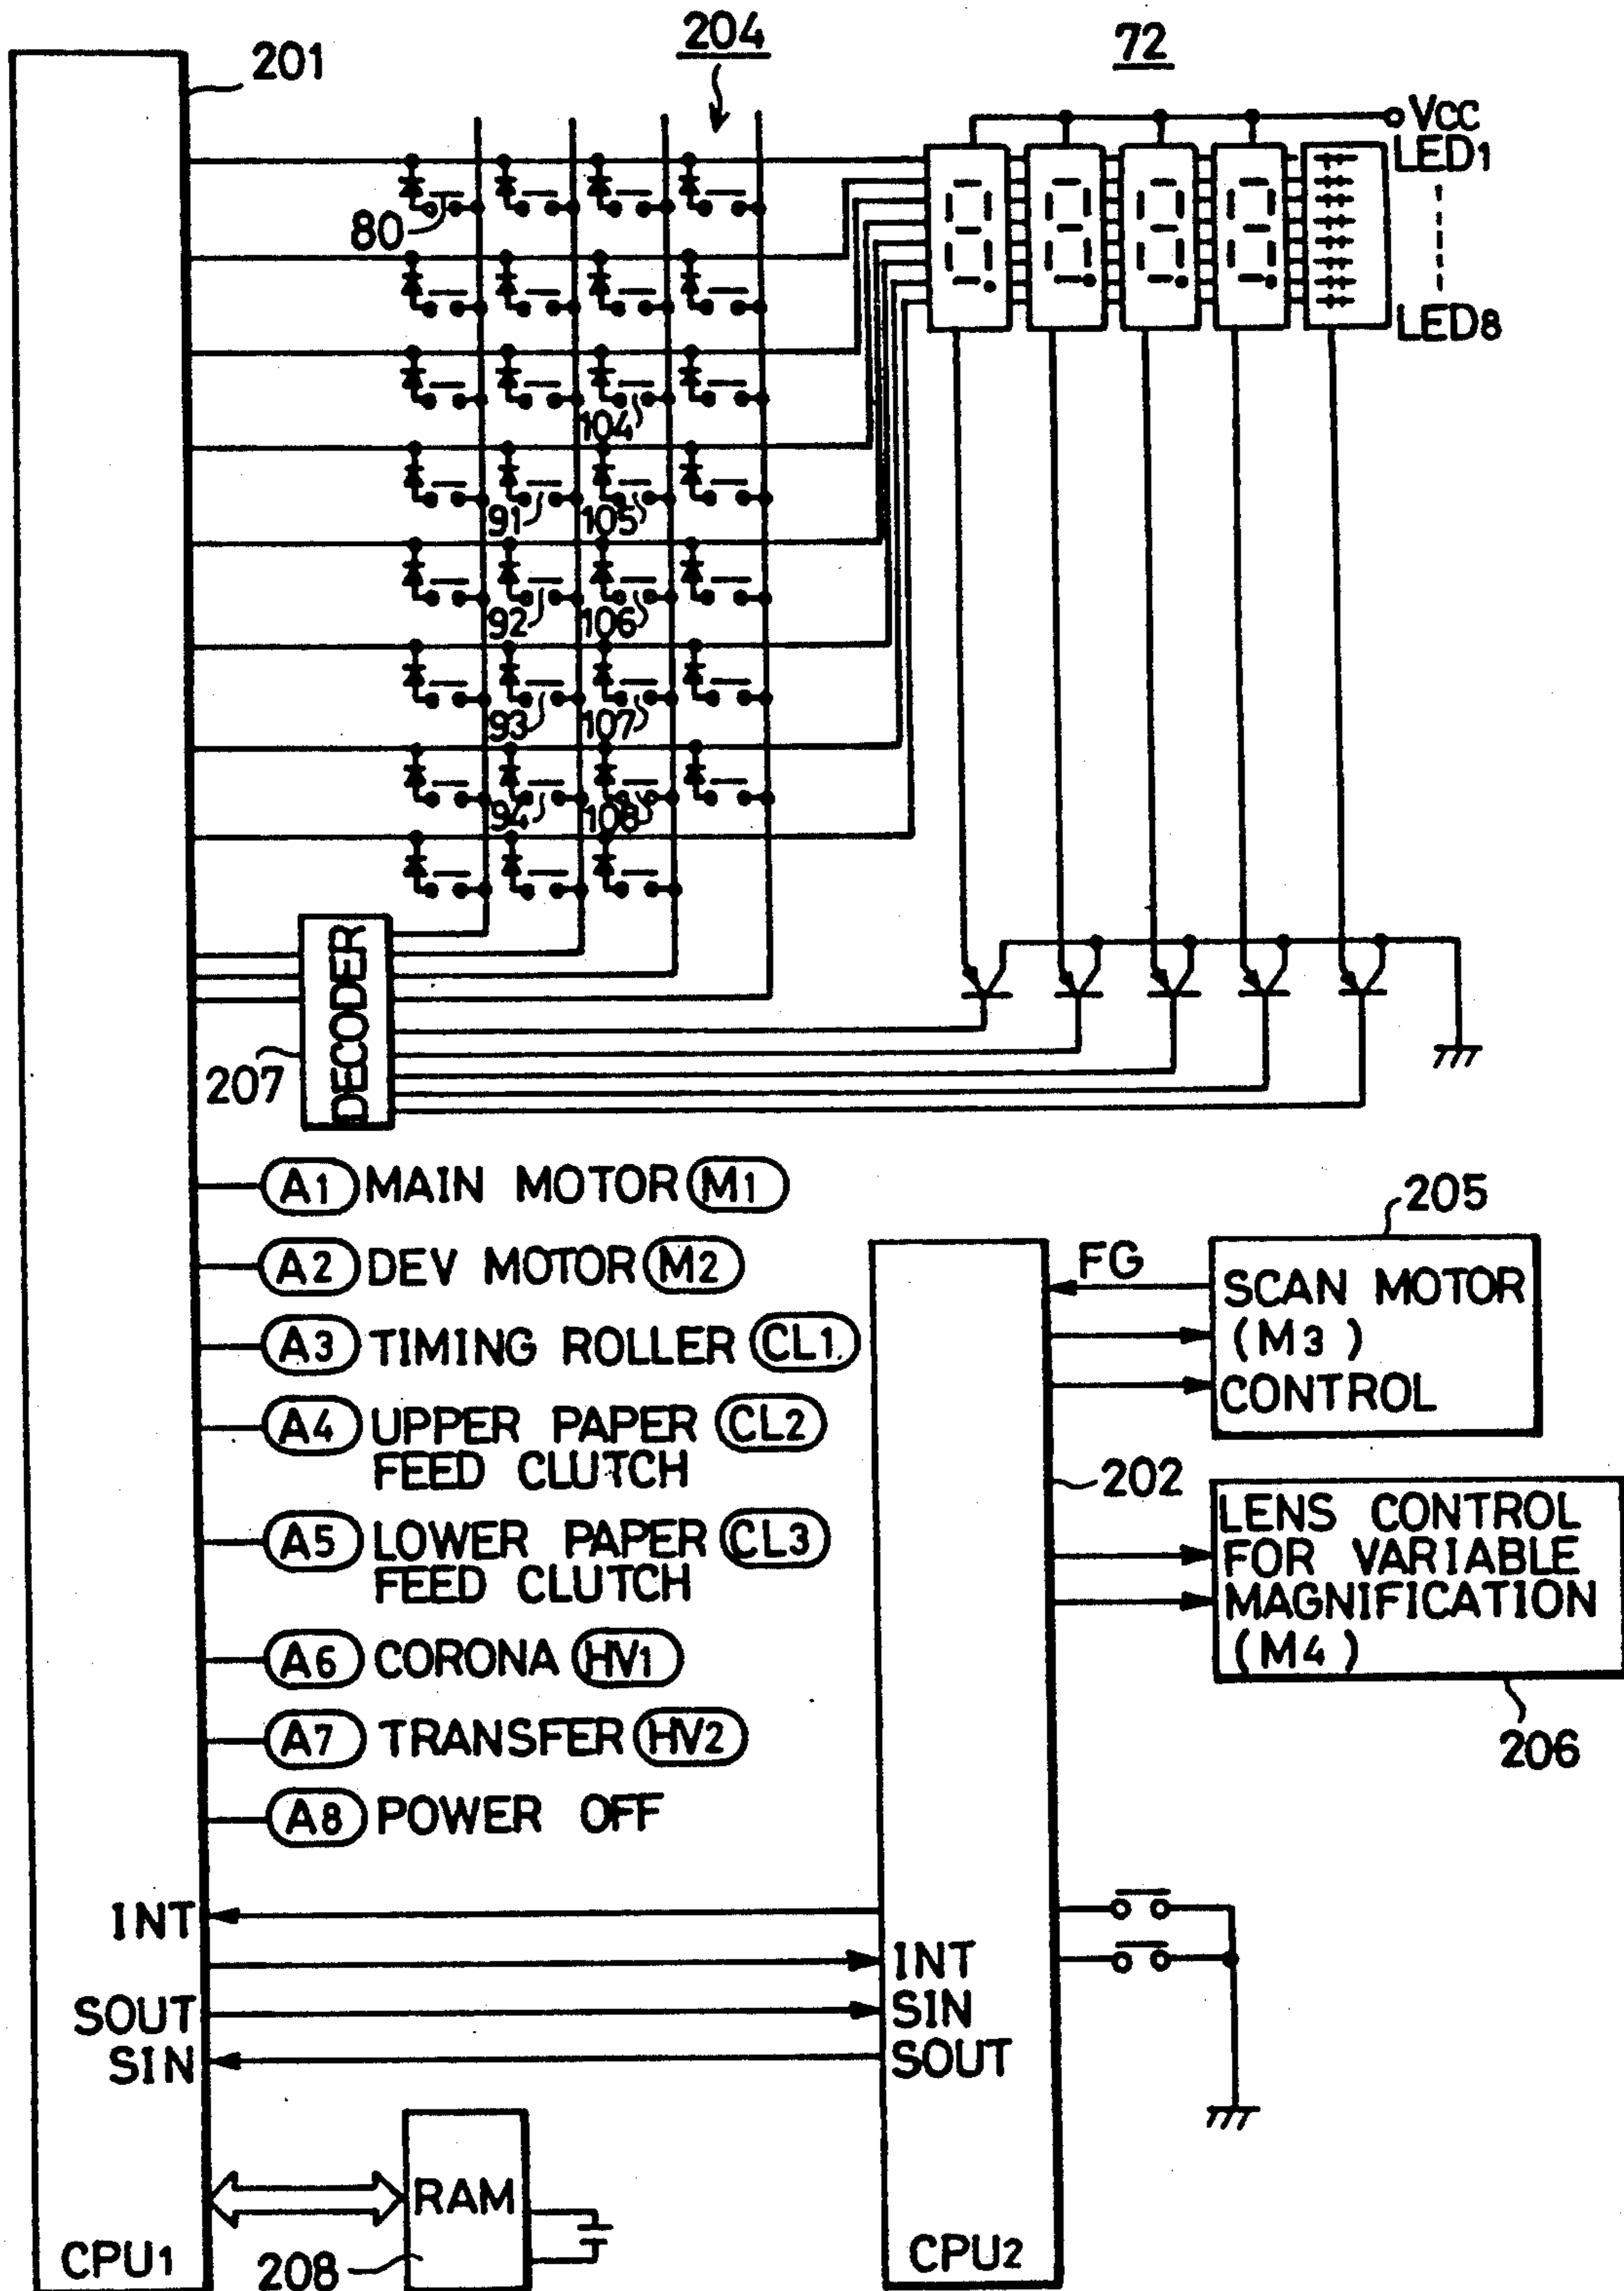 201
204
72
VCC
LED1
LED8
80
104
91
105
92
106
93
107
94
108
DECODER
207
A1 MAIN MOTOR M1
A2 DEV MOTOR M2
A3 TIMING ROLLER CL1
A4 UPPER PAPER CL2
FEED CLUTCH
A5 LOWER PAPER CL3
FEED CLUTCH
A6 CORONA HV1
A7 TRANSFER HV2
A8 POWER OFF
205
FG
SCAN MOTOR
(M3)
CONTROL
202
LENS CONTROL
FOR VARIABLE
MAGNIFICATION
(M4)
206
INT
INT
SOUT
SIN
SIN
SOUT
RAM
208
CPU1
CPU2